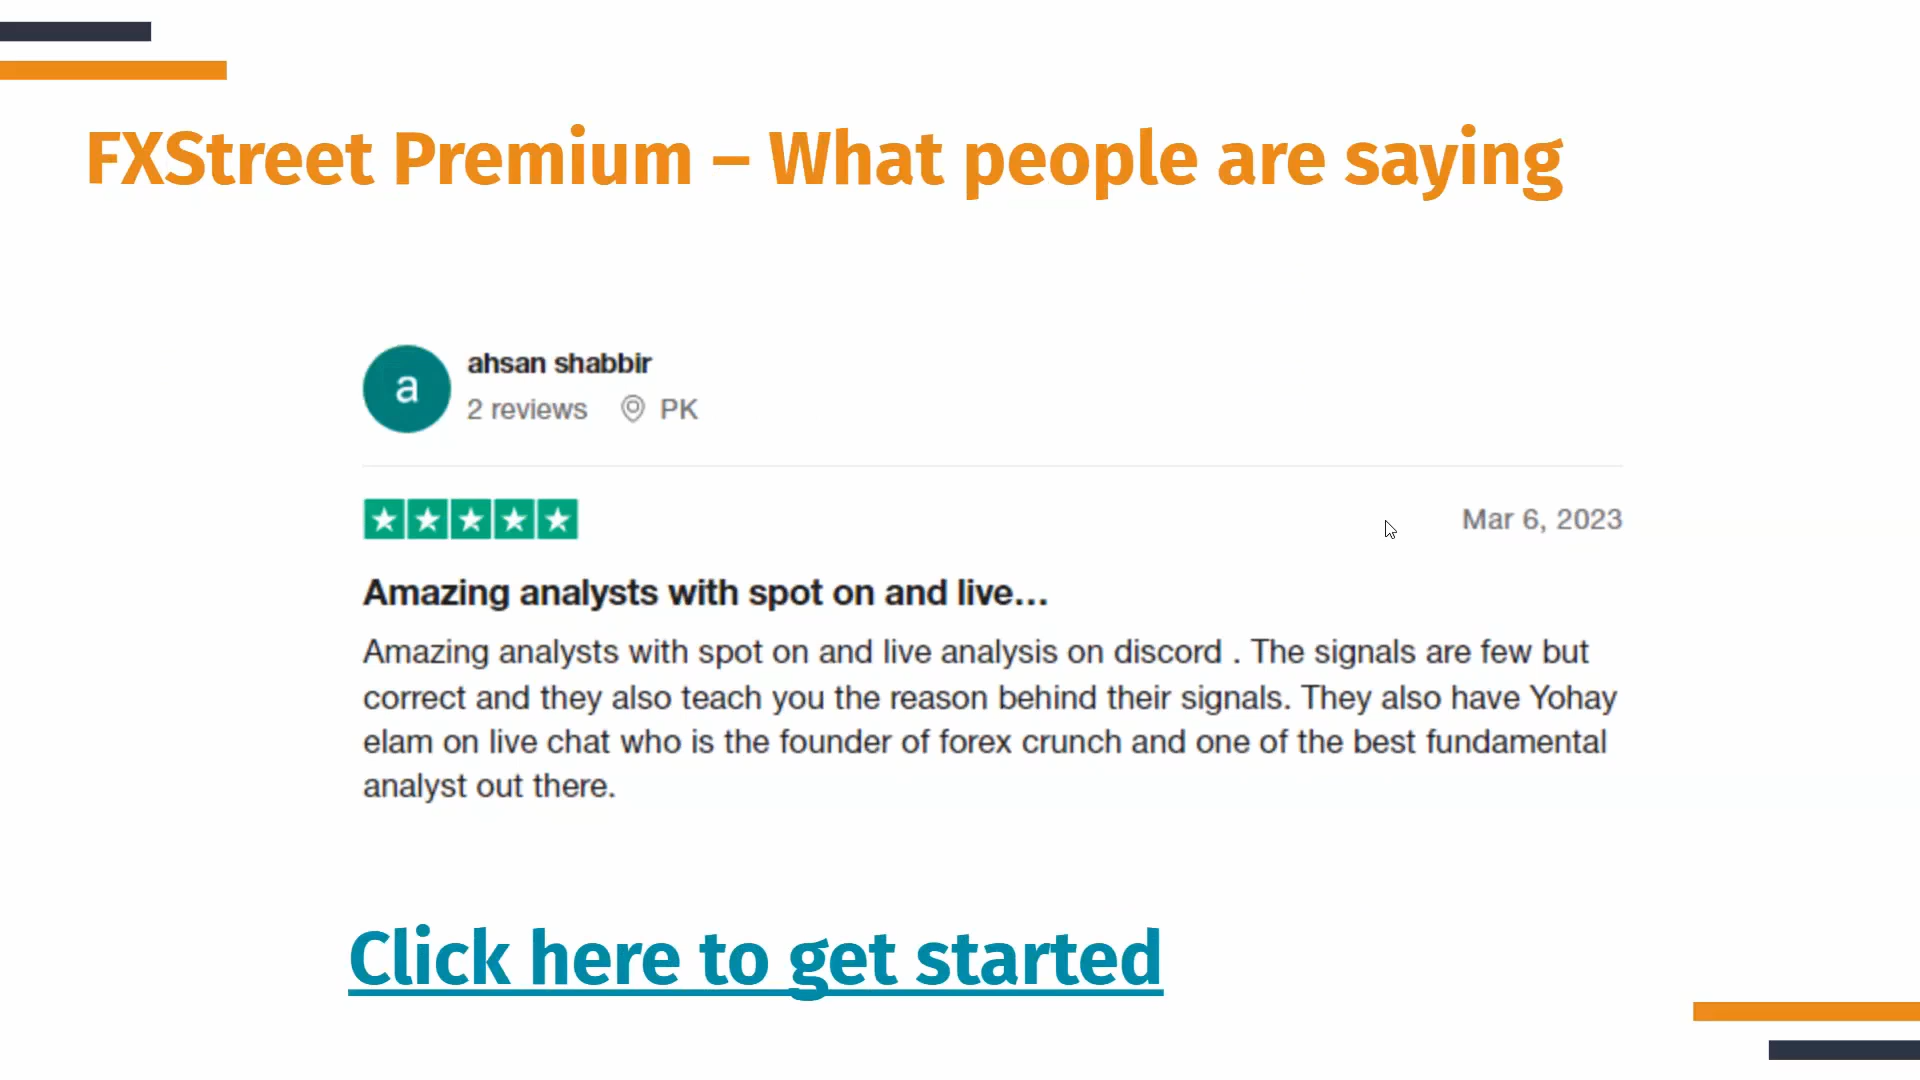 FXStreet Premium – What people are saying
a
ahsan shabbir
2 reviews PK
Mar 6, 2023
Amazing analysts with spot on and live...
Amazing analysts with spot on and live analysis on discord . The signals are few but
correct and they also teach you the reason behind their signals. They also have Yohay
elam on live chat who is the founder of forex crunch and one of the best fundamental
analyst out there.
Click here to get started